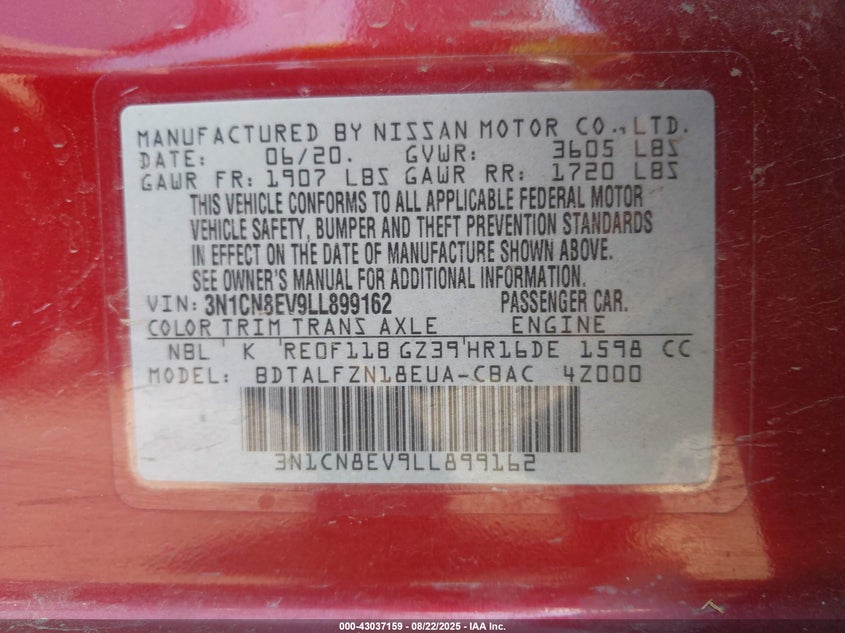 MANUFACTURED BY NISSAN MOTOR CO.,LTD.
DATE: 06/20. GVWR: 3605 LBS
GAWR FR: 1907 LBS GAWR RR: 1720 LBS
THIS VEHICLE CONFORMS TO ALL APPLICABLE FEDERAL MOTOR
VEHICLE SAFETY, BUMPER AND THEFT PREVENTION STANDARDS
IN EFFECT ON THE DATE OF MANUFACTURE SHOWN ABOVE.
SEE OWNER'S MANUAL FOR ADDITIONAL INFORMATION
VIN: 3N1CN8EV9LL899162 PASSENGER CAR.
COLOR TRIM TRANS AXLE ENGINE
NBL K RE0F11B GZ39 HR16DE 1598 CC
MODEL: BDTALFZN18EUA-CBAC 4Z000
3N1CN8EV9LL899162
000-43037159 - 08/22/2025 - IAA Inc.